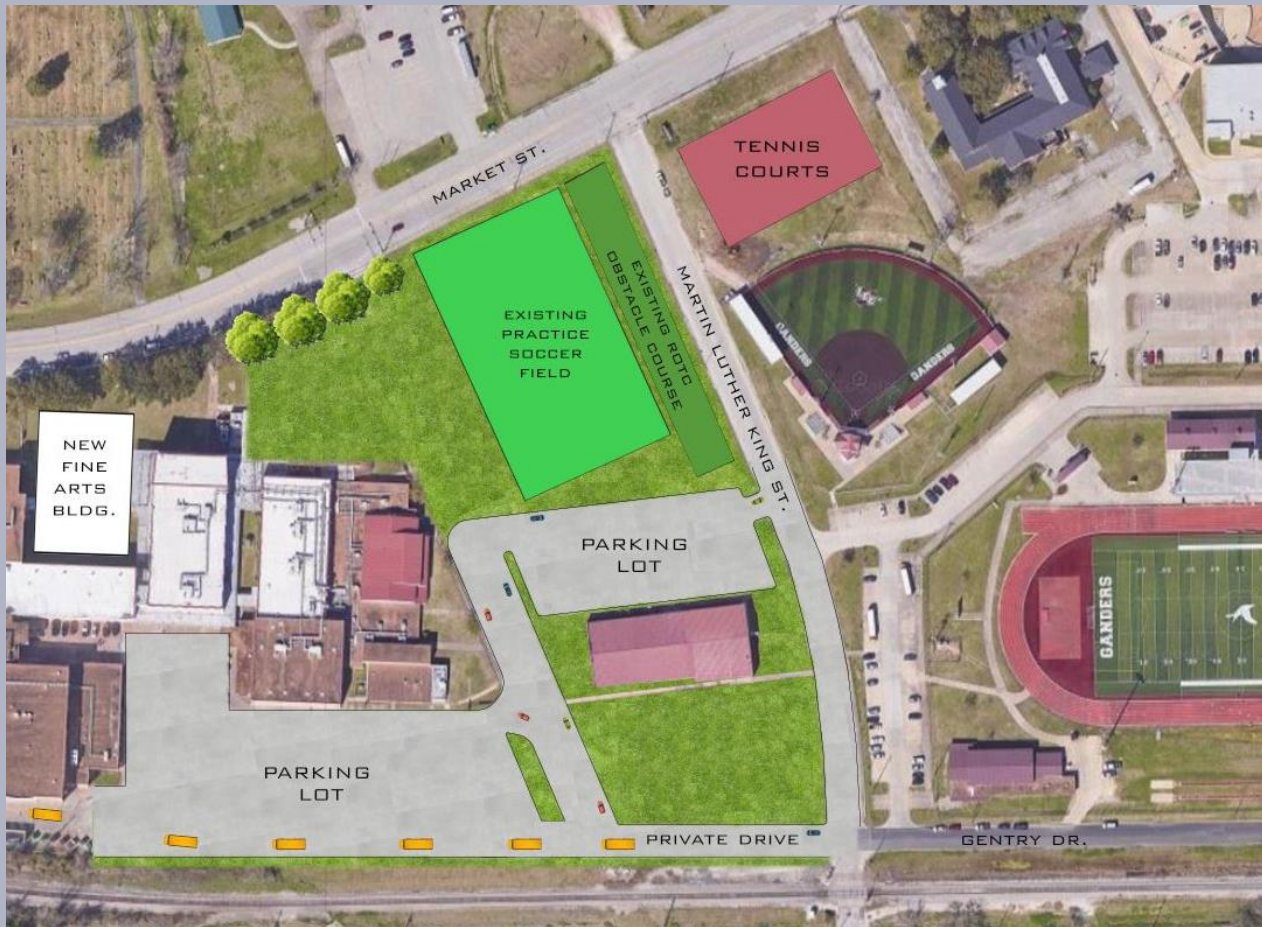 MARKET ST.
TENNIS
COURTS
EXISTING
PRACTICE
SOCCER
FIELD
EXISTING ROTC
OBSTACLE COURSE
MARTIN LUTHER KING ST.
GANDERS
GANDERS
NEW
FINE
ARTS
BLDG.
PARKING
LOT
GANDERS
PARKING
LOT
PRIVATE DRIVE
GENTRY DR.